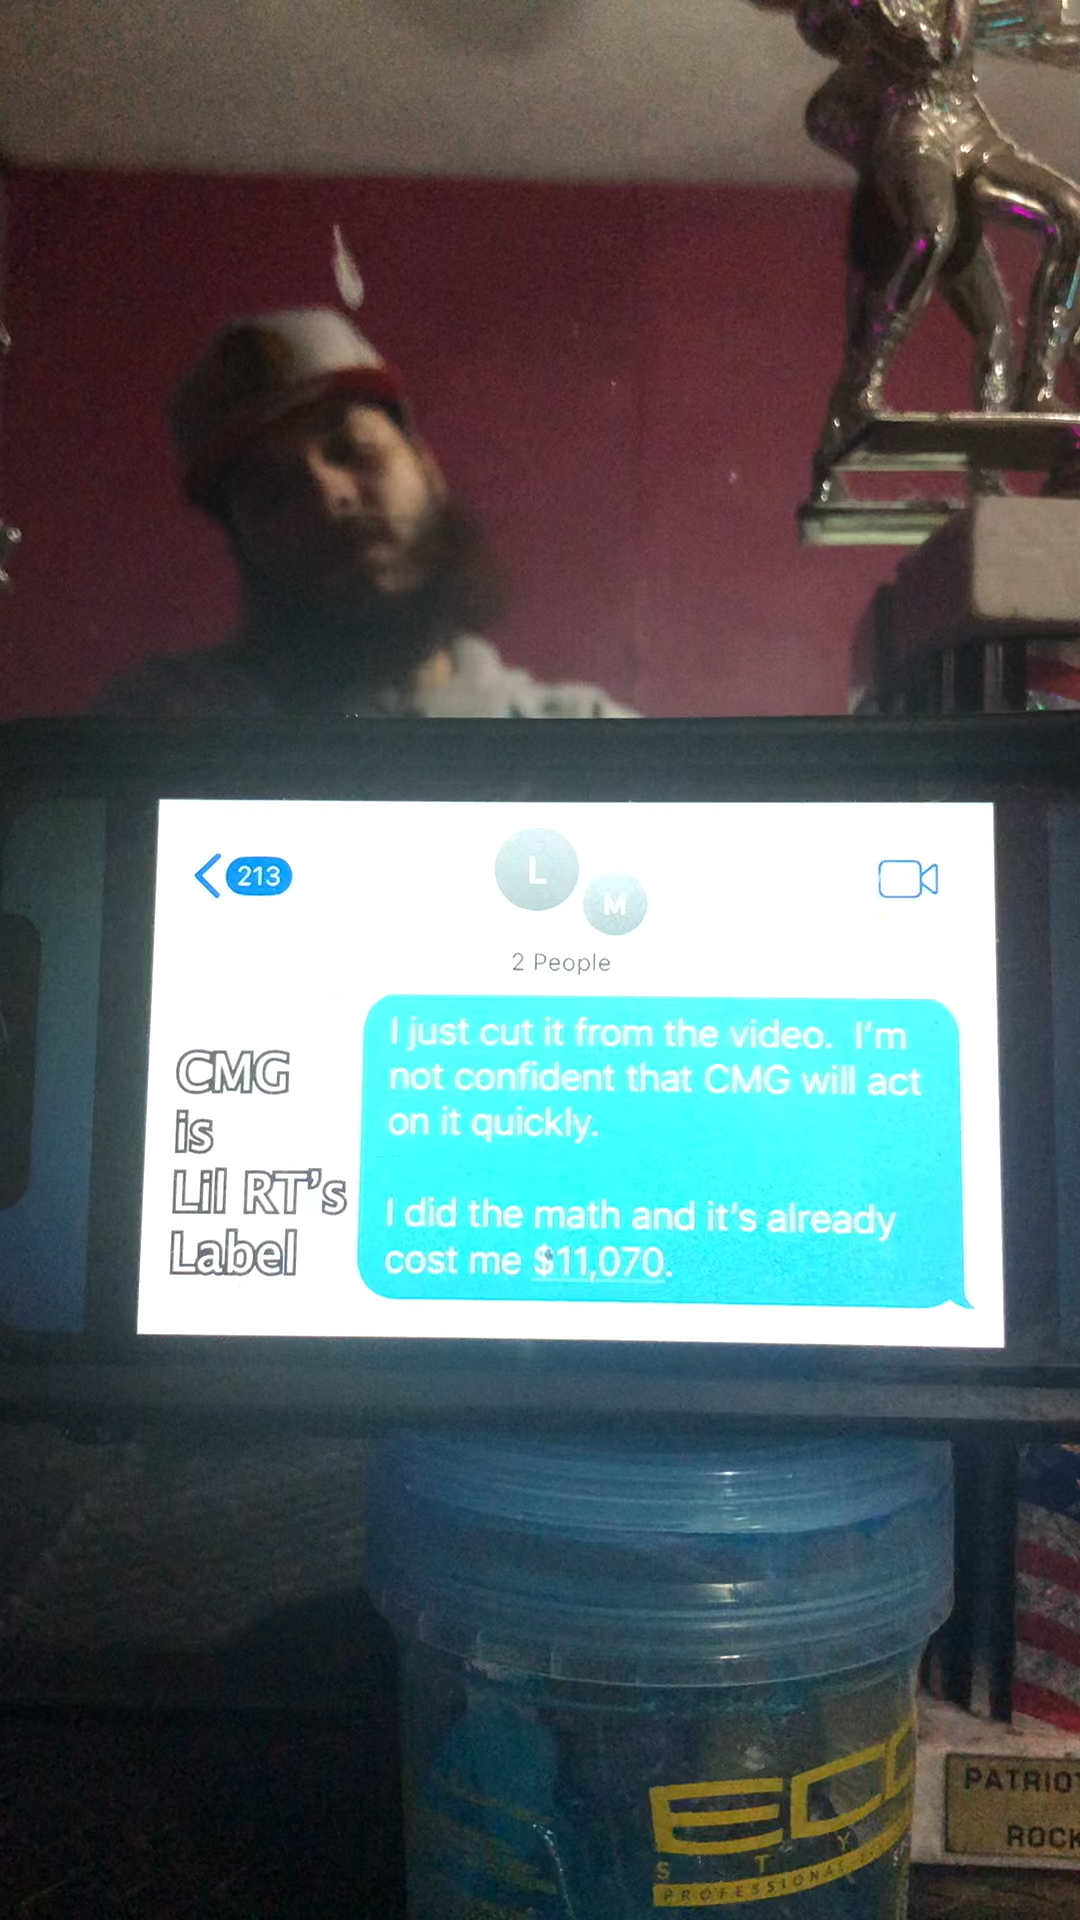 213
L
M
2 People
I just cut it from the video. I'm
not confident that CMG will act
on it quickly.
I did the math and it's already
cost me $11,070.
CMG
is
Lil RT's
Label
ECO
STY
PROFESSIONAL
PATRIOT
ROCK